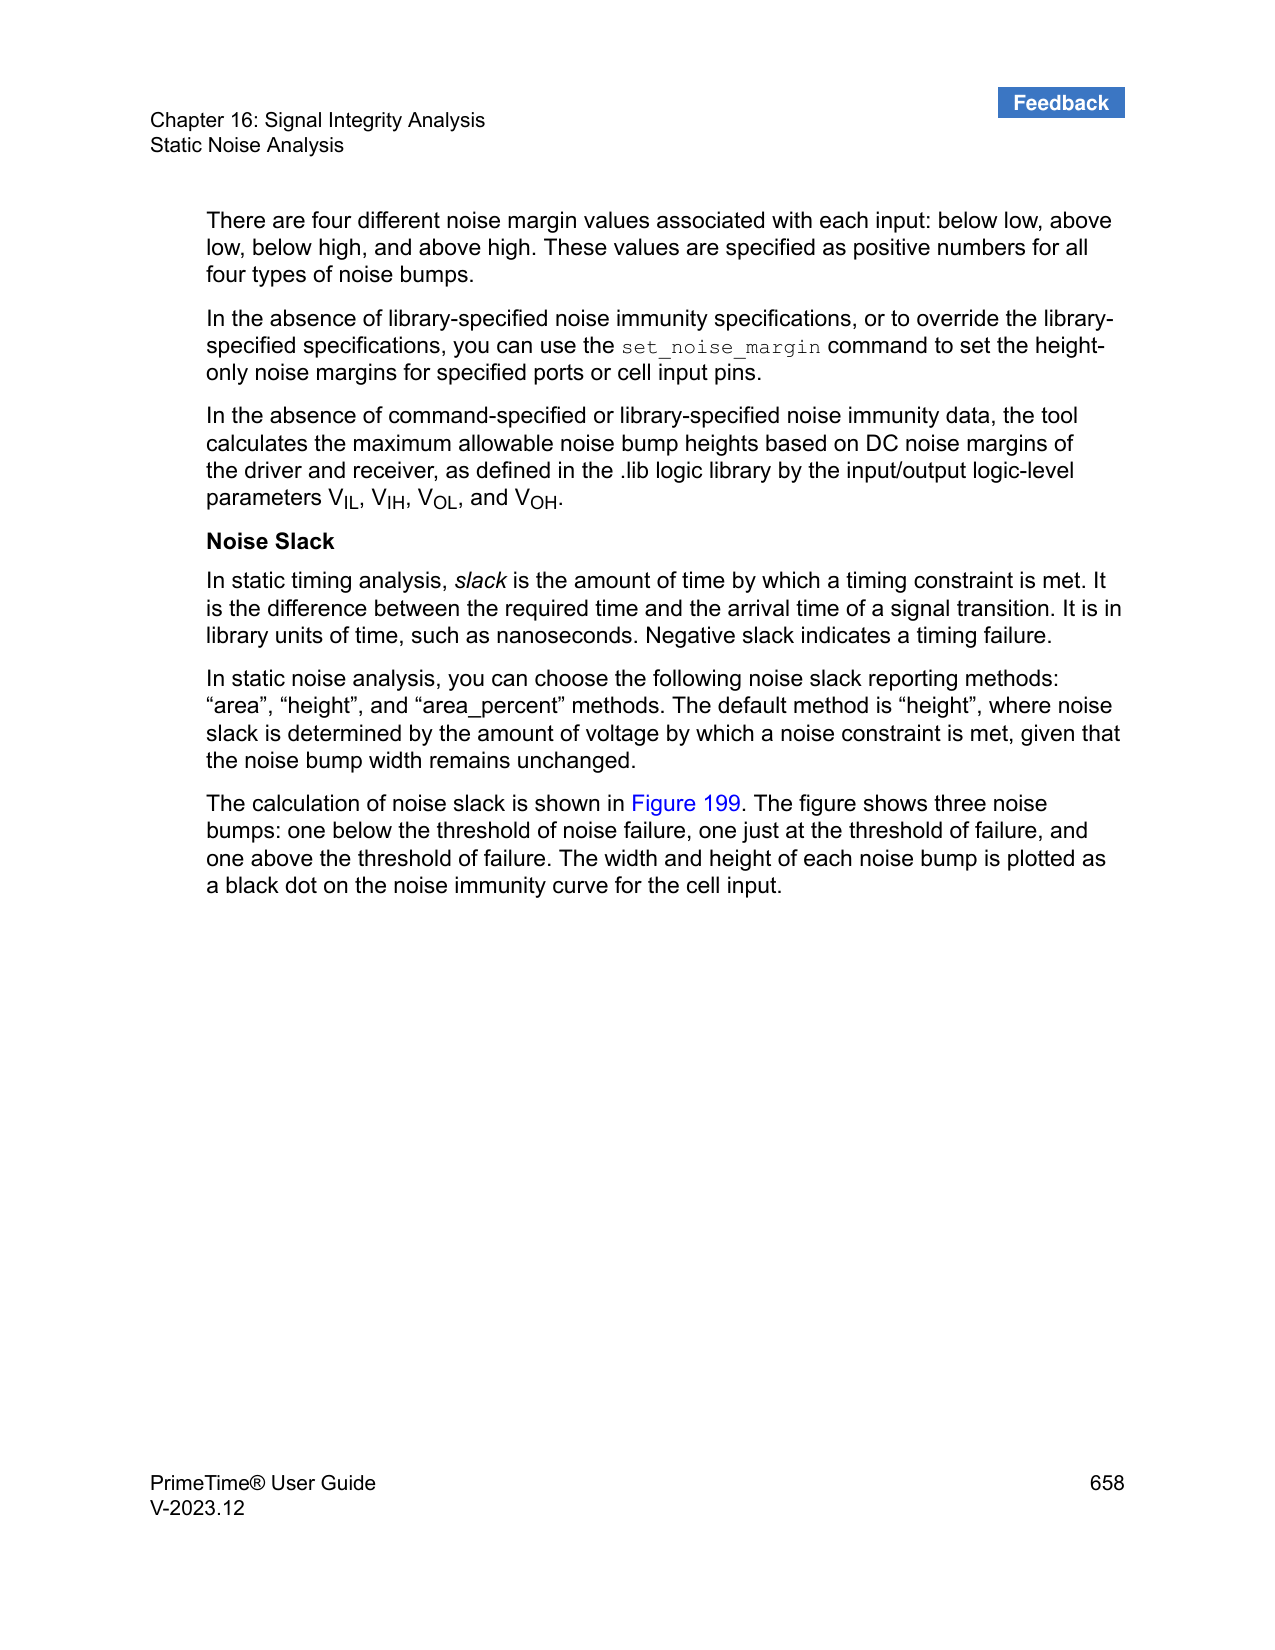 Feedback
Chapter 16: Signal Integrity Analysis
Static Noise Analysis
There are four different noise margin values associated with each input: below low, above
low, below high, and above high. These values are specified as positive numbers for all
four types of noise bumps.
In the absence of library-specified noise immunity specifications, or to override the library-
specified specifications, you can use the set_noise_margin command to set the height-
only noise margins for specified ports or cell input pins.
In the absence of command-specified or library-specified noise immunity data, the tool
calculates the maximum allowable noise bump heights based on DC noise margins of
the driver and receiver, as defined in the .lib logic library by the input/output logic-level
parameters VIL, VIH, VOL, and VOH.
Noise Slack
In static timing analysis, slack is the amount of time by which a timing constraint is met. It
is the difference between the required time and the arrival time of a signal transition. It is in
library units of time, such as nanoseconds. Negative slack indicates a timing failure.
In static noise analysis, you can choose the following noise slack reporting methods:
“area”, “height”, and “area_percent” methods. The default method is “height”, where noise
slack is determined by the amount of voltage by which a noise constraint is met, given that
the noise bump width remains unchanged.
The calculation of noise slack is shown in Figure 199. The figure shows three noise
bumps: one below the threshold of noise failure, one just at the threshold of failure, and
one above the threshold of failure. The width and height of each noise bump is plotted as
a black dot on the noise immunity curve for the cell input.
PrimeTime® User Guide 658
V-2023.12